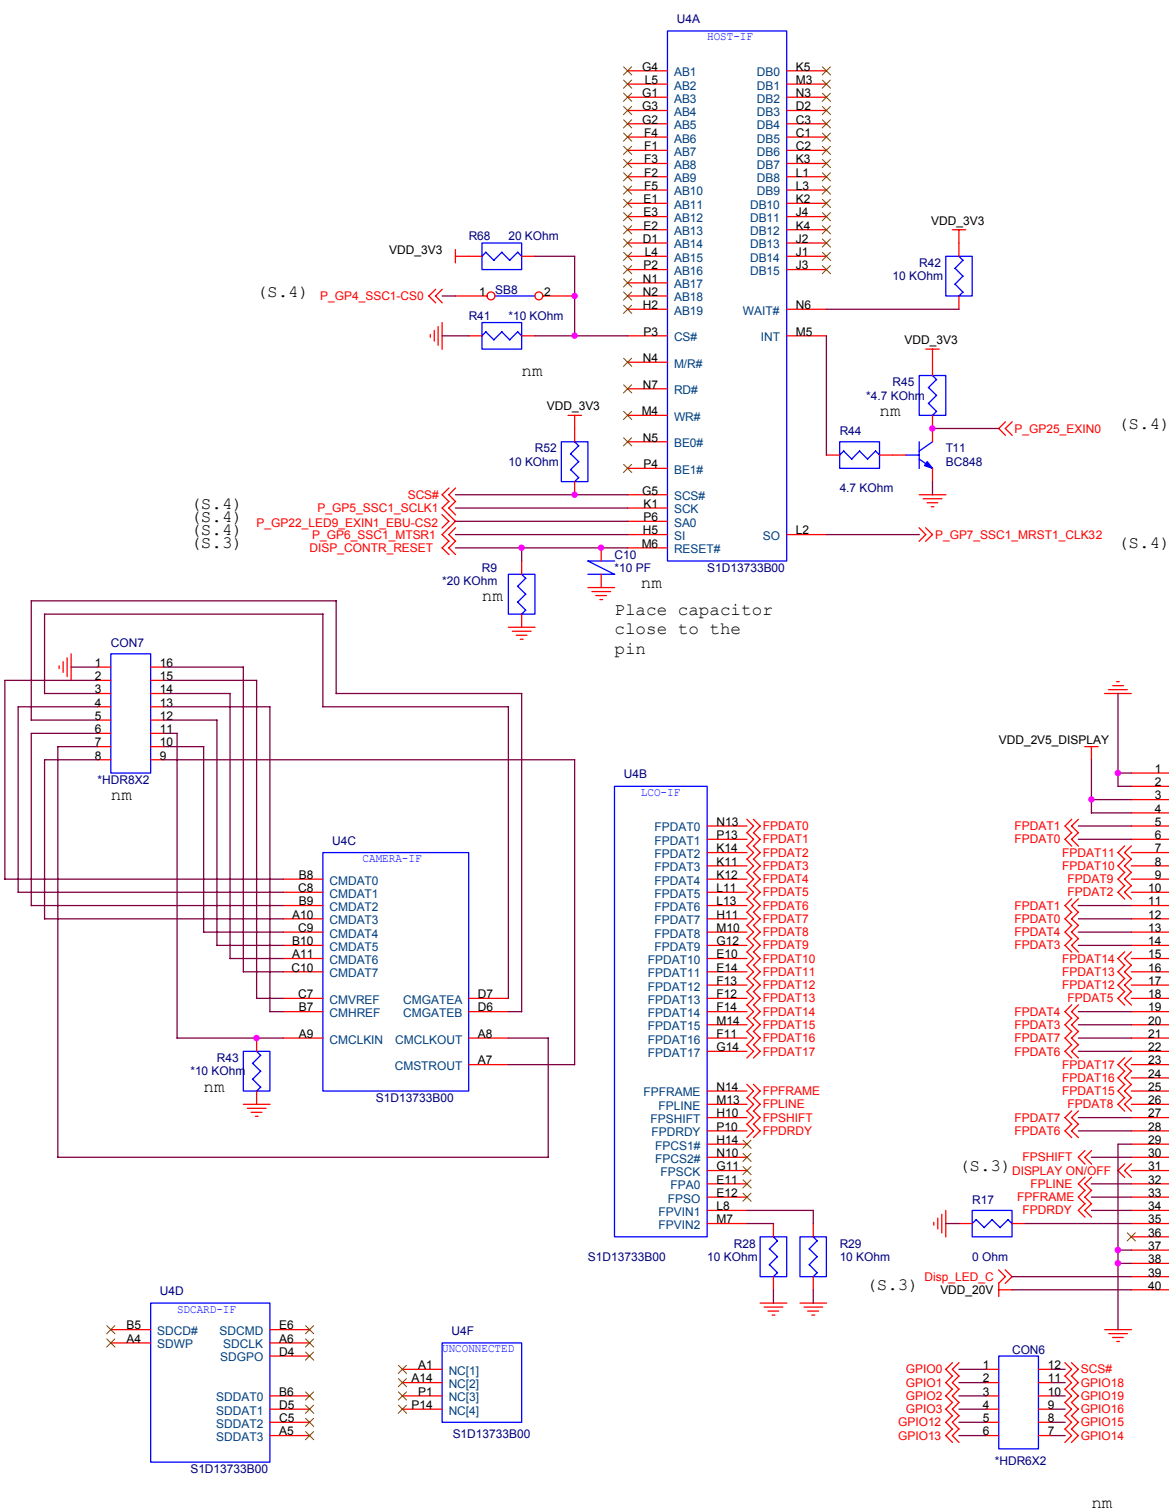 U4A
HOST-IF
G4 AB1 DB0 K5
L5 AB2 DB1 M3
G1 AB3 DB2 N3
G3 AB4 DB3 D2
G2 AB5 DB4 C3
F4 AB6 DB5 C1
F1 AB7 DB6 C2
F3 AB8 DB7 K3
F2 AB9 DB8 L1
F5 AB10 DB9 L3
E1 AB11 DB10 K2
E3 AB12 DB11 J4
E2 AB13 DB12 K4
D1 AB14 DB13 J2
L4 AB15 DB14 J1
P2 AB16 DB15 J3
N1 AB17
N2 AB18
H2 AB19 WAIT# N6
P3 CS# INT M5
N4 M/R#
N7 RD#
M4 WR#
N5 BE0#
P4 BE1#
G5 SCS#
K1 SCK
P6 SA0
H5 SI SO L2
M6 RESET#
S1D13733B00
VDD_3V3
R68 20 KOhm
(S.4) P_GP4_SSC1-CS0 1 SB8 2
R41 *10 KOhm
nm
VDD_3V3
R42
10 KOhm
VDD_3V3
R45
*4.7 KOhm
nm
P_GP25_EXIN0 (S.4)
R44
4.7 KOhm
T11
BC848
P_GP7_SSC1_MRST1_CLK32
(S.4)
VDD_3V3
R52
10 KOhm
SCS#
(S.4) P_GP5_SSC1_SCLK1
(S.4) P_GP22_LED9_EXIN1_EBU-CS2
(S.4) P_GP6_SSC1_MTSR1
(S.3) DISP_CONTR_RESET
R9
*20 KOhm
nm
C10
*10 PF
nm
Place capacitor
close to the
pin
CON7
1 16
2 15
3 14
4 13
5 12
6 11
7 10
8 9
*HDR8X2
nm
U4C
CAMERA-IF
B8 CMDAT0
C8 CMDAT1
B9 CMDAT2
A10 CMDAT3
C9 CMDAT4
B10 CMDAT5
A11 CMDAT6
C10 CMDAT7
C7 CMVREF CMGATEA D7
B7 CMHREF CMGATEB D6
A9 CMCLKIN CMCLKOUT A8
CMSTROUT A7
S1D13733B00
R43
*10 KOhm
nm
U4B
LCO-IF
FPDAT0 N13 FPDAT0
FPDAT1 P13 FPDAT1
FPDAT2 K14 FPDAT2
FPDAT3 K11 FPDAT3
FPDAT4 K12 FPDAT4
FPDAT5 L11 FPDAT5
FPDAT6 L13 FPDAT6
FPDAT7 H11 FPDAT7
FPDAT8 M10 FPDAT8
FPDAT9 G12 FPDAT9
FPDAT10 E10 FPDAT10
FPDAT11 E14 FPDAT11
FPDAT12 F13 FPDAT12
FPDAT13 F12 FPDAT13
FPDAT14 F14 FPDAT14
FPDAT15 M14 FPDAT15
FPDAT16 F11 FPDAT16
FPDAT17 G14 FPDAT17
FPFRAME N14 FPFRAME
FPLINE M13 FPLINE
FPSHIFT H10 FPSHIFT
FPDRDY P10 FPDRDY
FPCS1# H14
FPCS2# N10
FPSCK G11
FPA0 E11
FPSO E12
FPVIN1 L8
FPVIN2 M7
S1D13733B00
R28
10 KOhm
R29
10 KOhm
VDD_2V5_DISPLAY
1
2
3
4
FPDAT1 5
FPDAT0 6
FPDAT11 7
FPDAT10 8
FPDAT9 9
FPDAT2 10
FPDAT1 11
FPDAT0 12
FPDAT4 13
FPDAT3 14
FPDAT14 15
FPDAT13 16
FPDAT12 17
FPDAT5 18
FPDAT4 19
FPDAT3 20
FPDAT7 21
FPDAT6 22
FPDAT17 23
FPDAT16 24
FPDAT15 25
FPDAT8 26
FPDAT7 27
FPDAT6 28
29
FPSHIFT 30
(S.3) DISPLAY ON/OFF 31
FPLINE 32
FPFRAME 33
FPDRDY 34
35
36
37
38
R17
0 Ohm
(S.3) Disp_LED_C 39
VDD_20V 40
U4D
SDCARD-IF
B5 SDCD# SDCMD E6
A4 SDWP SDCLK A6
SDGPO D4
SDDAT0 B6
SDDAT1 D5
SDDAT2 C5
SDDAT3 A5
S1D13733B00
U4F
UNCONNECTED
A1 NC[1]
A14 NC[2]
P1 NC[3]
P14 NC[4]
S1D13733B00
CON6
GPIO0 1 12 SCS#
GPIO1 2 11 GPIO18
GPIO2 3 10 GPIO19
GPIO3 4 9 GPIO16
GPIO12 5 8 GPIO15
GPIO13 6 7 GPIO14
*HDR6X2
nm